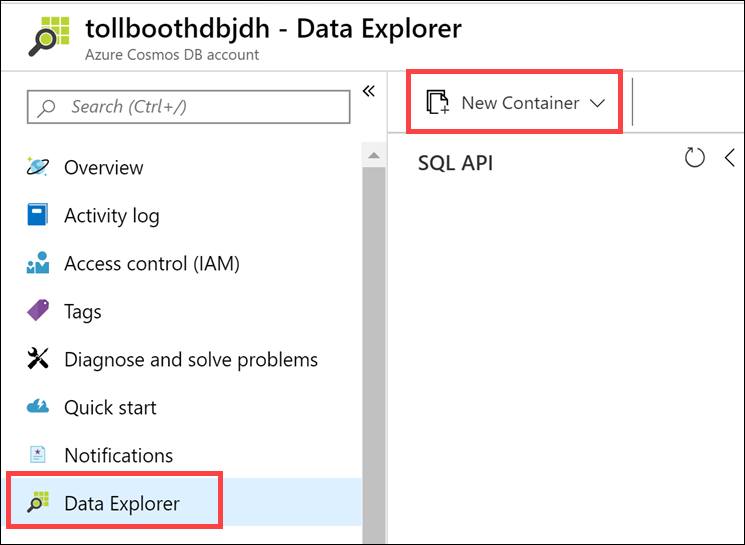 tollboothdbjdh - Data Explorer
Azure Cosmos DB account
Search (Ctrl+/)
Overview
Activity log
Access control (IAM)
Tags
Diagnose and solve problems
Quick start
Notifications
Data Explorer
New Container
SQL API